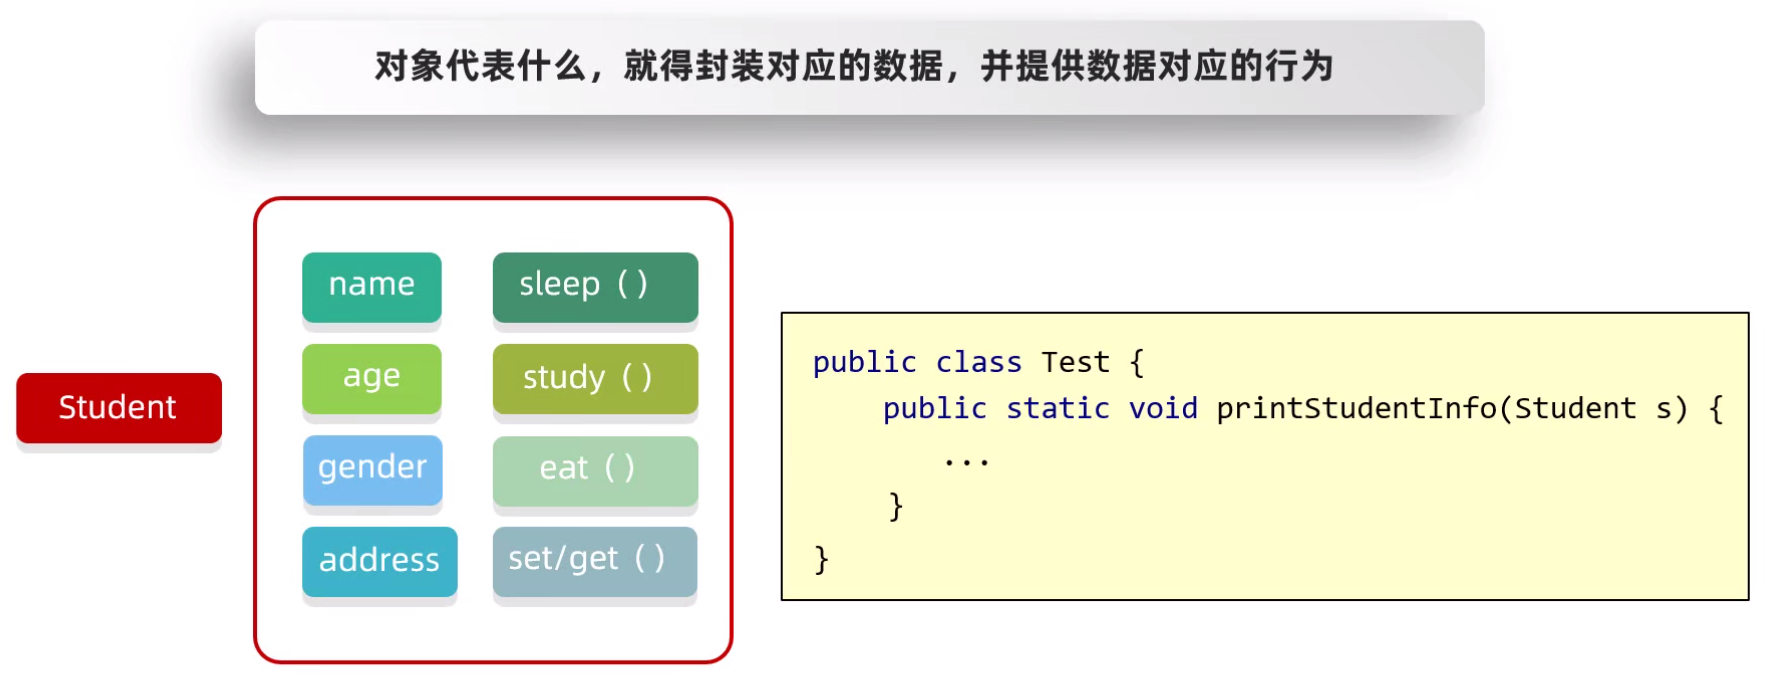 对象代表什么，就得封装对应的数据，并提供数据对应的行为
Student
name
sleep（）
age
study（）
gender
eat（）
address
set/get（）
public class Test {
public static void printStudentInfo(Student s) {
...
}
}